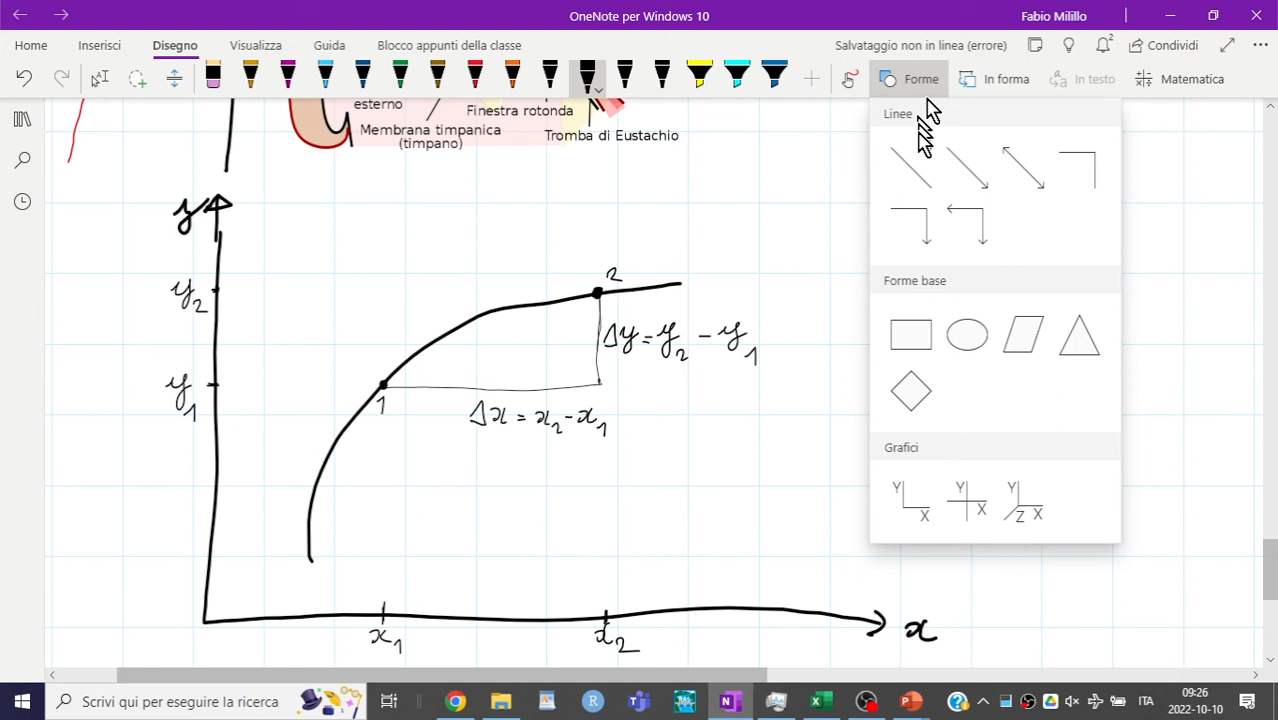 OneNote per Windows 10
Fabio Milillo
Home Inserisci Disegno Visualizza Guida Blocco appunti della classe
Salvataggio non in linea (errore)
2
Condividi
Forme
In forma
In testo
Matematica
esterno
Finestra rotonda
Membrana timpanica
(timpano)
Tromba di Eustachio
Linee
Forme base
Grafici
Y X
Y X
Y Z X
y
y₂
2
Δy = y₂ - y₁
y₁
1
Δx = x₂ - x₁
x₁
x₂
x
Scrivi qui per eseguire la ricerca
ITA
09:26
2022-10-10